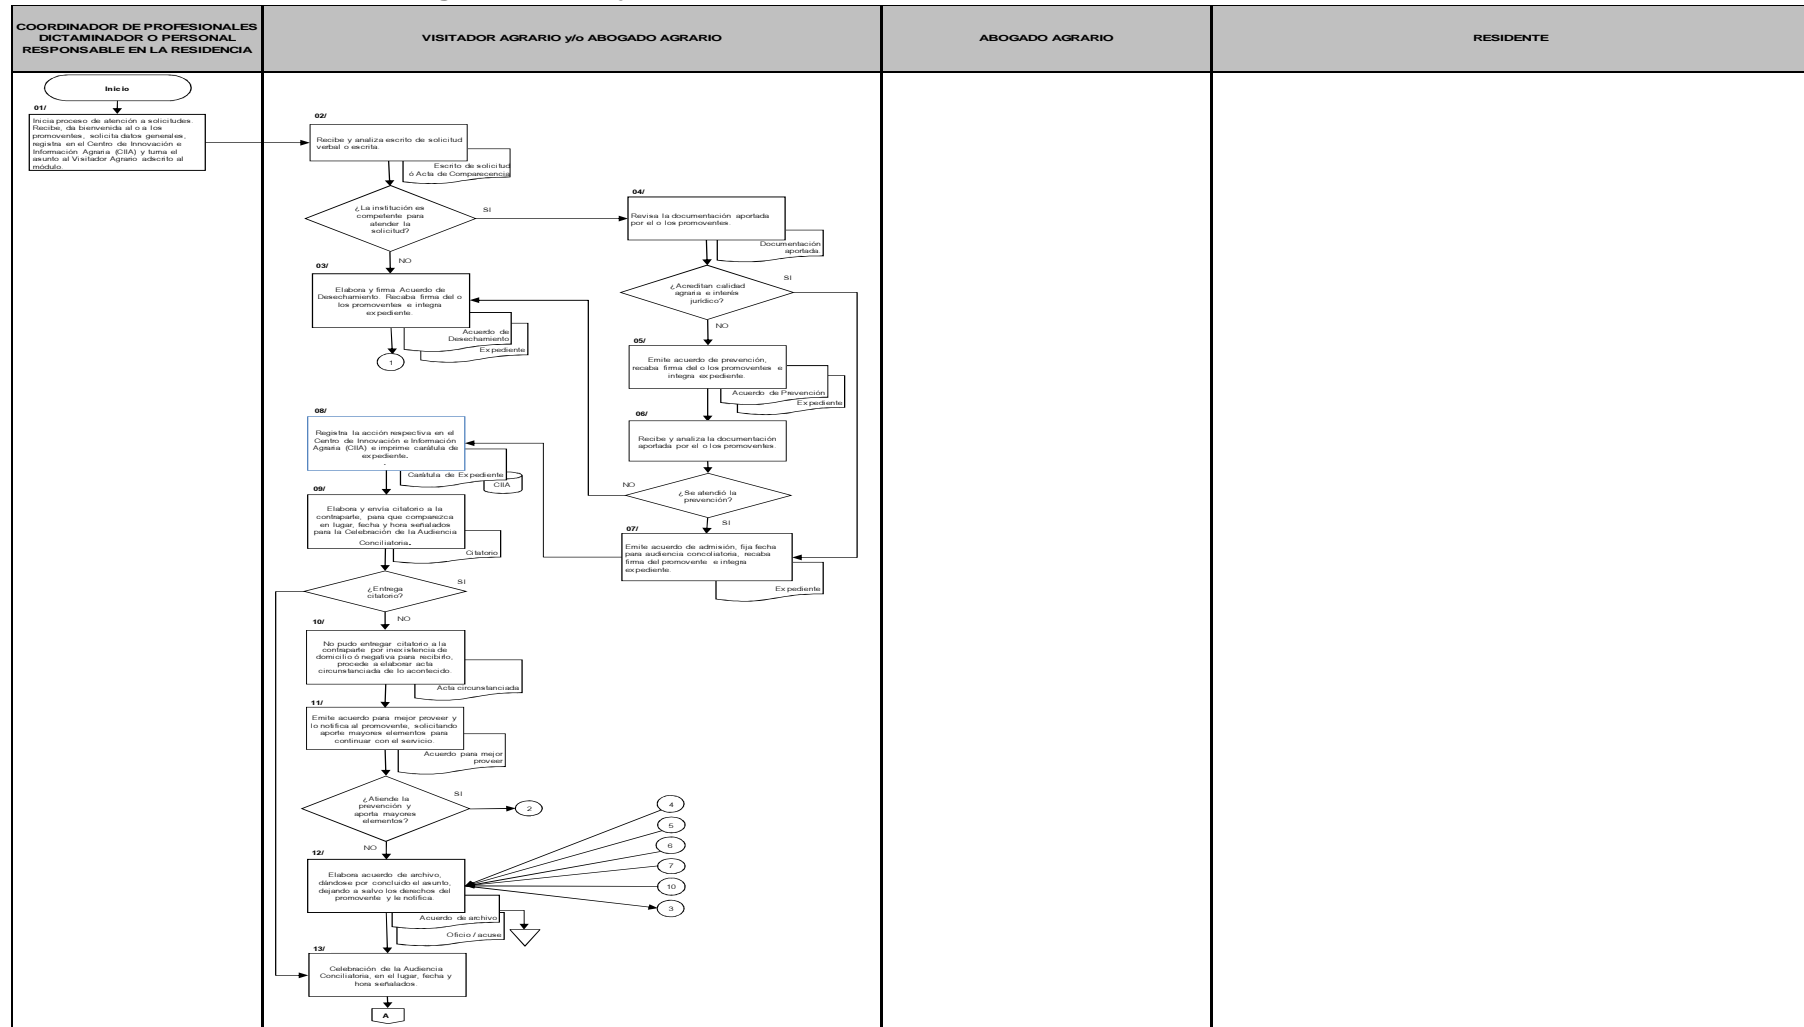 COORDINADOR DE PROFESIONALES
DICTAMINADOR O PERSONAL
RESPONSABLE EN LA RESIDENCIA
VISITADOR AGRARIO y/o ABOGADO AGRARIO
ABOGADO AGRARIO
RESIDENTE
Inicio
01/
Inicia proceso de atención a solicitudes.
Recibe, da bienvenida al o a los
promoventes, solicita datos generales,
registra en el Centro de Innovación e
Información Agraria (CIIA) y turna el
asunto al Visitador Agrario adscrito al
módulo.
02/
Recibe y analiza escrito de solicitud
verbal o escrita.
Escrito de solicitud
ó Acta de Comparecencia
¿La institución es
competente para
atender la
solicitud?
SI
NO
03/
Elabora y firma Acuerdo de
Desechamiento. Recaba firma del o
los promoventes e integra
expediente.
Acuerdo de
Desechamiento
Expediente
1
04/
Revisa la documentación aportada
por el o los promoventes.
Documentación
aportada.
¿Acreditan calidad
agraria e interés
jurídico?
SI
NO
05/
Emite acuerdo de prevención,
recaba firma del o los promoventes e
integra expediente.
Acuerdo de Prevención
Expediente
06/
Recibe y analiza la documentación
aportada por el o los promoventes.
¿Se atendió la
prevención?
NO
SI
07/
Emite acuerdo de admisión, fija fecha
para audiencia concoliatoria, recaba
firma del promovente e integra
expediente.
Expediente
08/
Registra la acción respectiva en el
Centro de Innovación e Información
Agraria (CIIA) e imprime carátula de
expediente.
.
Carátula de Expediente
CIIA
09/
Elabora y envía citatorio a la
contraparte, para que comparezca
en lugar, fecha y hora señalados
para la Celebración de la Audiencia
Conciliatoria.
Citatorio
¿Entrega
citatorio?
SI
NO
10/
No pudo entregar citatorio a la
contraparte por inexistencia de
domicilio ó negativa para recibirlo,
procede a elaborar acta
circunstanciada de lo acontecido.
Acta circunstanciada
11/
Emite acuerdo para mejor proveer y
lo notifica al promovente, solicitando
aporte mayores elementos para
continuar con el servicio.
Acuerdo para mejor
proveer
¿Atiende la
prevención y
aporta mayores
elementos?
SI
2
NO
12/
Elabora acuerdo de archivo,
dándose por concluido el asunto,
dejando a salvo los derechos del
promovente y le notifica.
Acuerdo de archivo
Oficio / acuse
4
5
6
7
10
3
13/
Celebración de la Audiencia
Conciliatoria, en el lugar, fecha y
hora señalados.
A